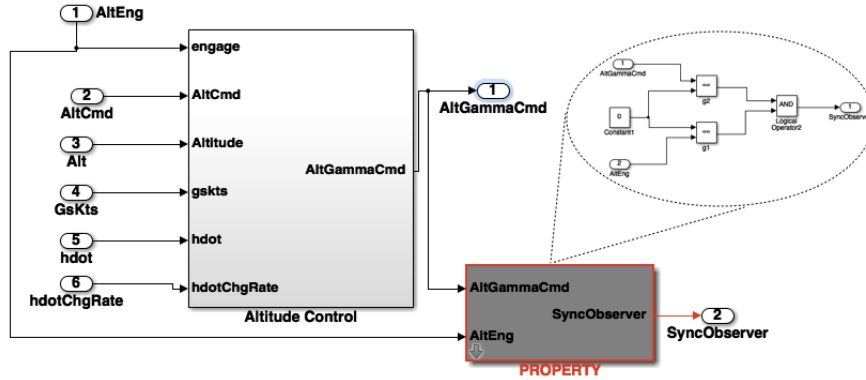 1
AltEng
engage
2
AltCmd
AltCmd
3
Alt
Altitude
4
GsKts
gskts
5
hdot
hdot
6
hdotChgRate
hdotChgRate
AltGammaCmd
Altitude Control
1
AltGammaCmd
AltGammaCmd
AltEng
SyncObserver
PROPERTY
2
SyncObserver
1
AltGammaCmd
==
g2
0
Constant1
==
g1
2
AltEng
AND
Logical
Operator2
1
SyncObserver